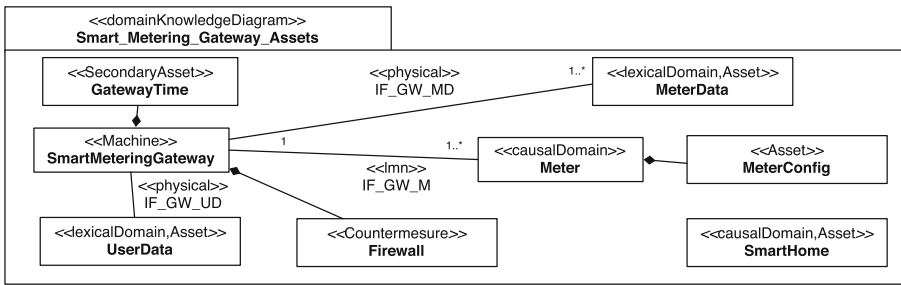 <<domainKnowledgeDiagram>>
Smart_Metering_Gateway_Assets
<<SecondaryAsset>>
GatewayTime
<<physical>>
IF_GW_MD
1..*
<<lexicalDomain,Asset>>
MeterData
<<Machine>>
SmartMeteringGateway
1
1..*
<<lmn>>
IF_GW_M
<<causalDomain>>
Meter
<<Asset>>
MeterConfig
<<physical>>
IF_GW_UD
<<lexicalDomain,Asset>>
UserData
<<Countermesure>>
Firewall
<<causalDomain,Asset>>
SmartHome